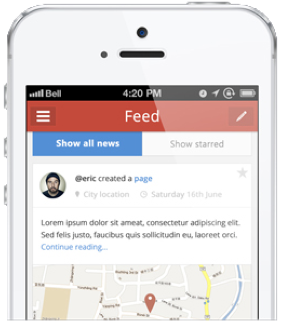 Bell 4:20 PM
Feed
Show all news Show starred
@eric created a page
City location Saturday 16th June
Lorem ipsum dolor sit amet, consectetur adipiscing elit.
Sed felis justo, faucibus quis sollicitudin eu, laoreet orci.
Continue reading...